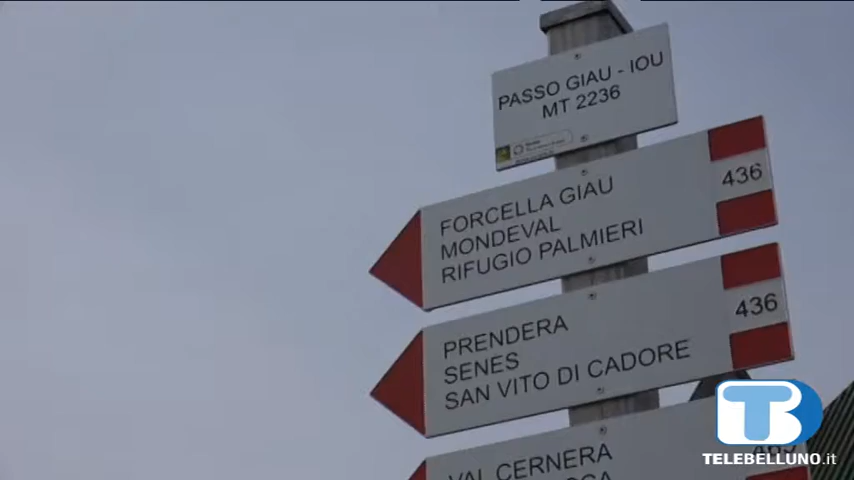 PASSO GIAU - IOU
MT 2236
FORCELLA GIAU
MONDEVAL
RIFUGIO PALMIERI
436
PRENDERA
SENES
SAN VITO DI CADORE
436
VAL CERNERA
TB
TELEBELLUNO.it